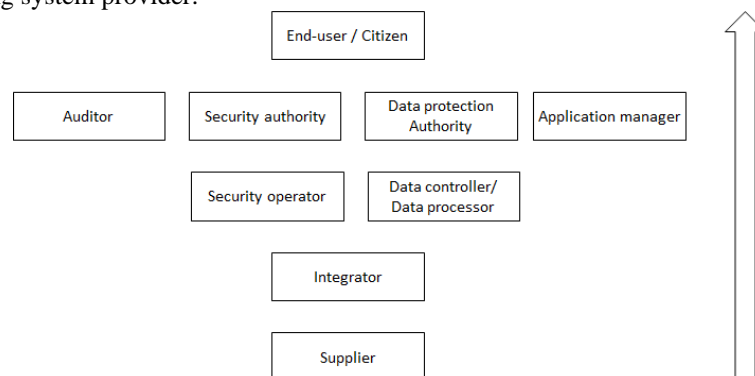 g system provider.
End-user / Citizen
Auditor
Security authority
Data protection
Authority
Application manager
Security operator
Data controller/
Data processor
Integrator
Supplier